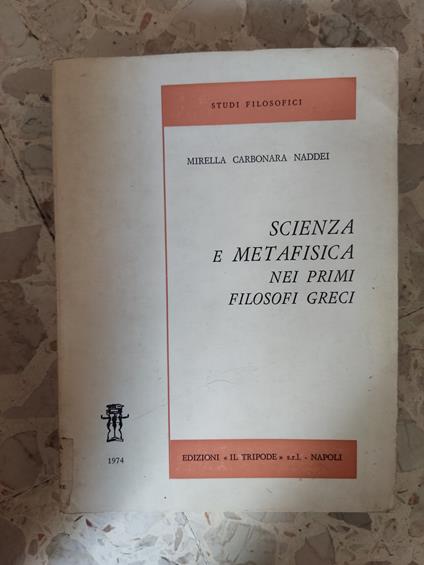 STUDI FILOSOFICI
MIRELLA CARBONARA NADDEI
SCIENZA
E METAFISICA
NEI PRIMI
FILOSOFI GRECI
1974
EDIZIONI « IL TRIPODE » s.r.l. - NAPOLI